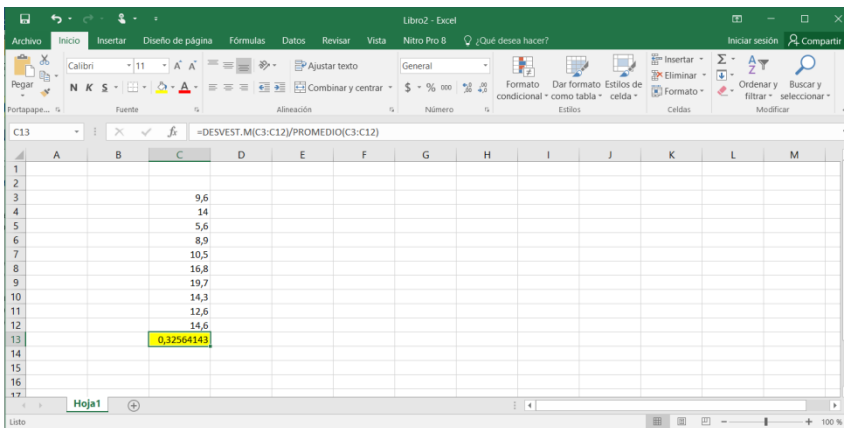 Libro2 - Excel
Archivo Inicio Insertar Diseño de página Fórmulas Datos Revisar Vista Nitro Pro 8 ¿Qué desea hacer? Iniciar sesión Compartir
Pegar
Calibri 11
N K S
Ajustar texto
Combinar y centrar
General
$ % 000
Formato condicional
Dar formato como tabla
Estilos de celda
Insertar
Eliminar
Formato
Ordenar y filtrar
Buscar y seleccionar
Portapape... Fuente Alineación Número Estilos Celdas Modificar
C13 fx =DESVEST.M(C3:C12)/PROMEDIO(C3:C12)
A B C D E F G H I J K L M
1
2
3 9,6
4 14
5 5,6
6 8,9
7 10,5
8 16,8
9 19,7
10 14,3
11 12,6
12 14,6
13 0,32564143
14
15
16
17
Hoja1
Listo 100 %